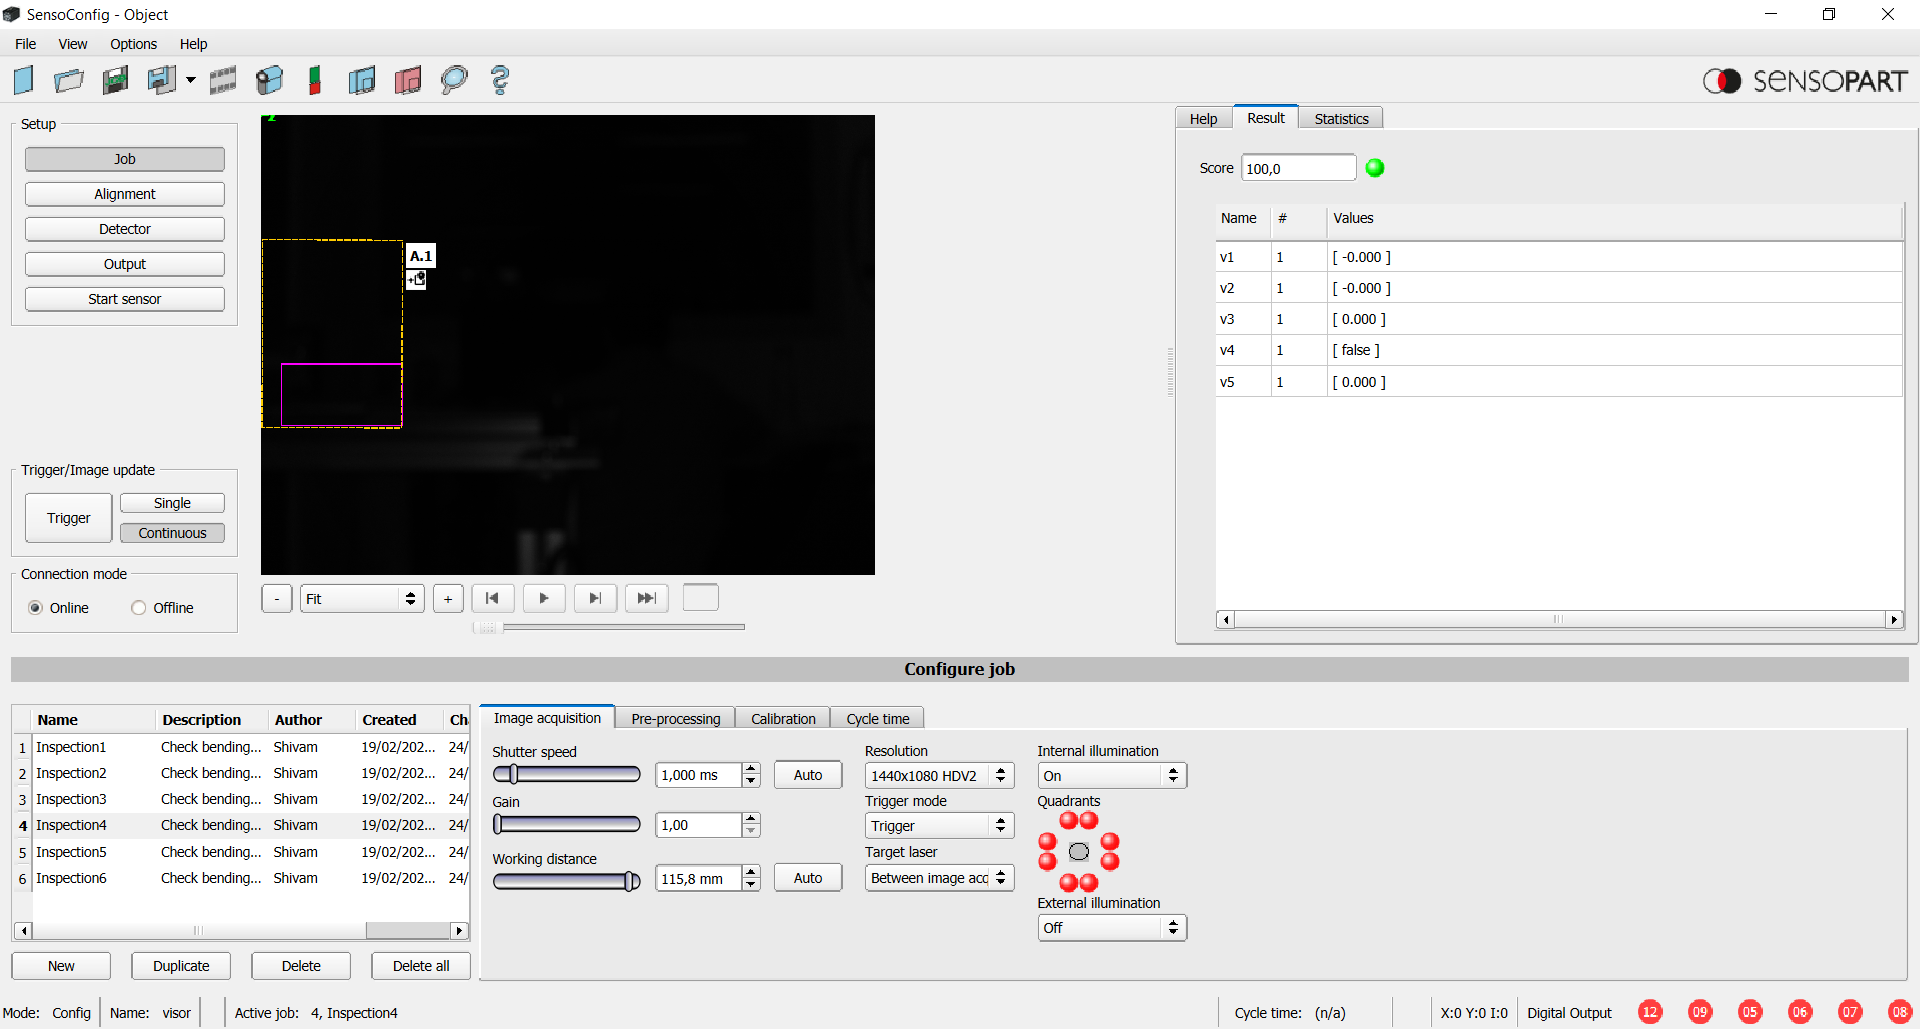 SensoConfig - Object
File View Options Help
SENSOPART
Setup
Job
Alignment
Detector
Output
Start sensor
Trigger/Image update
Trigger
Single
Continuous
Connection mode
Online Offline
A.1
- Fit +
Help Result Statistics
Score 100,0
Name # Values
v1 1 [ -0.000 ]
v2 1 [ -0.000 ]
v3 1 [ 0.000 ]
v4 1 [ false ]
v5 1 [ 0.000 ]
Configure job
Name Description Author Created Ch
1 Inspection1 Check bending... Shivam 19/02/202... 24/
2 Inspection2 Check bending... Shivam 19/02/202... 24/
3 Inspection3 Check bending... Shivam 19/02/202... 24/
4 Inspection4 Check bending... Shivam 19/02/202... 24/
5 Inspection5 Check bending... Shivam 19/02/202... 24/
6 Inspection6 Check bending... Shivam 19/02/202... 24/
New Duplicate Delete Delete all
Image acquisition Pre-processing Calibration Cycle time
Shutter speed
1,000 ms Auto
Gain
1,00
Working distance
115,8 mm Auto
Resolution
1440x1080 HDV2
Trigger mode
Trigger
Target laser
Between image acq
Internal illumination
On
Quadrants
External illumination
Off
Mode: Config Name: visor Active job: 4, Inspection4 Cycle time: (n/a) X:0 Y:0 I:0 Digital Output 12 09 05 06 07 08